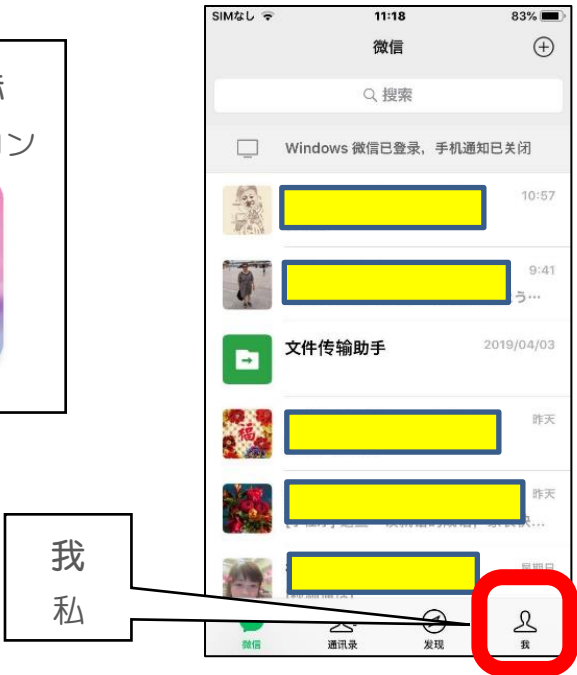 SIMなし 11:18 83%
微信
搜索
Windows 微信已登录，手机通知已关闭
10:57
9:41
う…
文件传输助手 2019/04/03
昨天
昨天
星期日
微信 通讯录 发现 我
ン
我
私